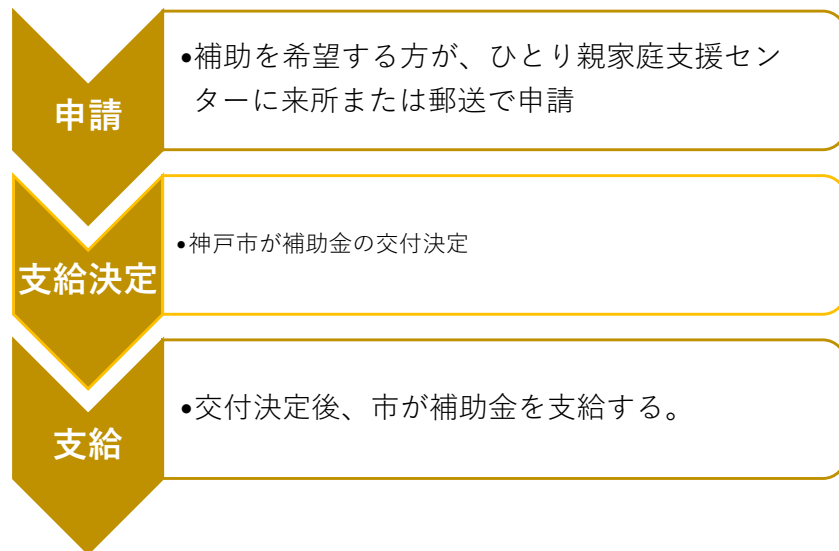 申請
•補助を希望する方が、ひとり親家庭支援セン
ターに来所または郵送で申請
支給決定
•神戸市が補助金の交付決定
支給
•交付決定後、市が補助金を支給する。